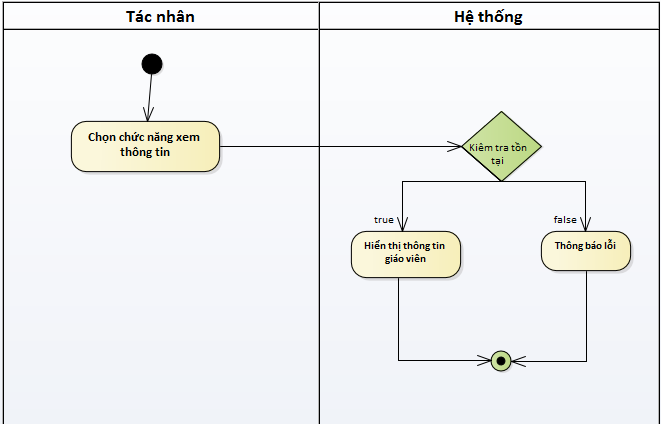 Tác nhân
Hệ thống
Chọn chức năng xem
thông tin
Kiêm tra tồn
tại
true
false
Hiển thị thông tin
giáo viên
Thông báo lỗi